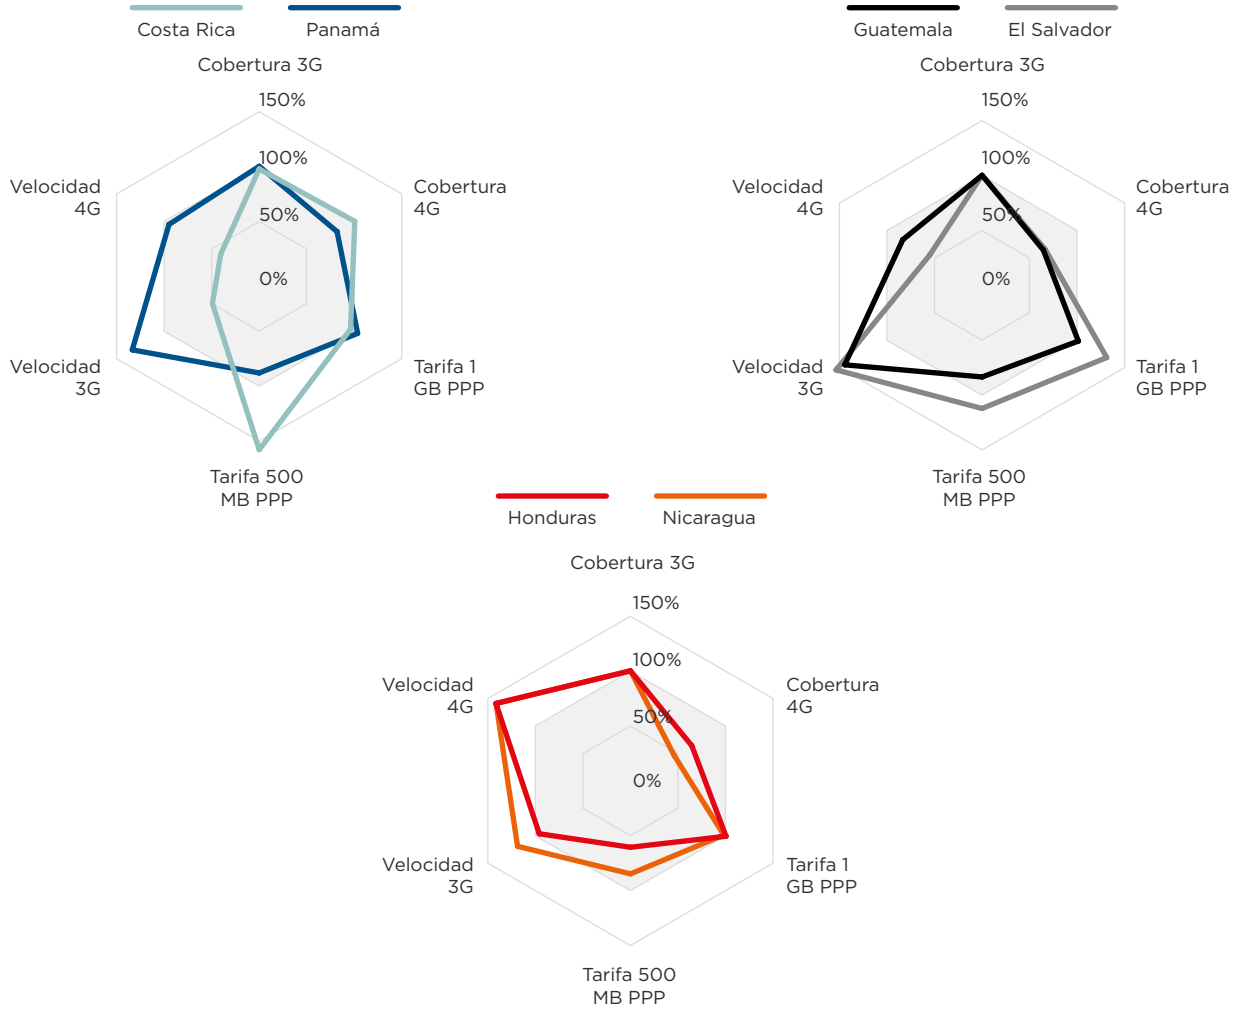 Costa Rica
Panamá
Cobertura 3G
150%
100%
50%
0%
Velocidad
4G
Cobertura
4G
Velocidad
3G
Tarifa 1
GB PPP
Tarifa 500
MB PPP
Guatemala
El Salvador
Cobertura 3G
150%
100%
50%
0%
Velocidad
4G
Cobertura
4G
Velocidad
3G
Tarifa 1
GB PPP
Tarifa 500
MB PPP
Honduras
Nicaragua
Cobertura 3G
150%
100%
50%
0%
Velocidad
4G
Cobertura
4G
Velocidad
3G
Tarifa 1
GB PPP
Tarifa 500
MB PPP